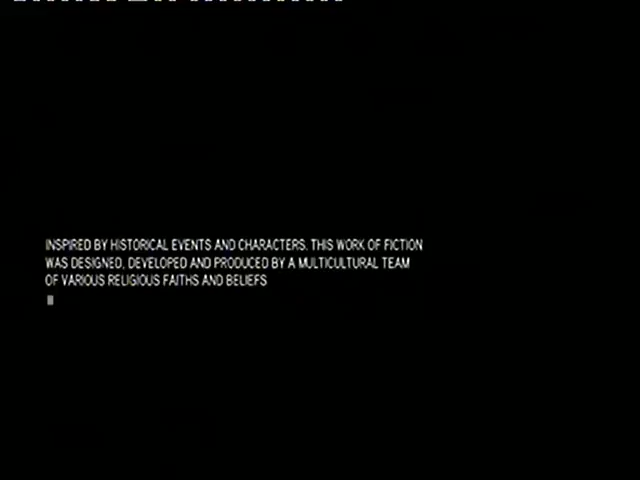 INSPIRED BY HISTORICAL EVENTS AND CHARACTERS. THIS WORK OF FICTION
WAS DESIGNED, DEVELOPED AND PRODUCED BY A MULTICULTURAL TEAM
OF VARIOUS RELIGIOUS FAITHS AND BELIEFS